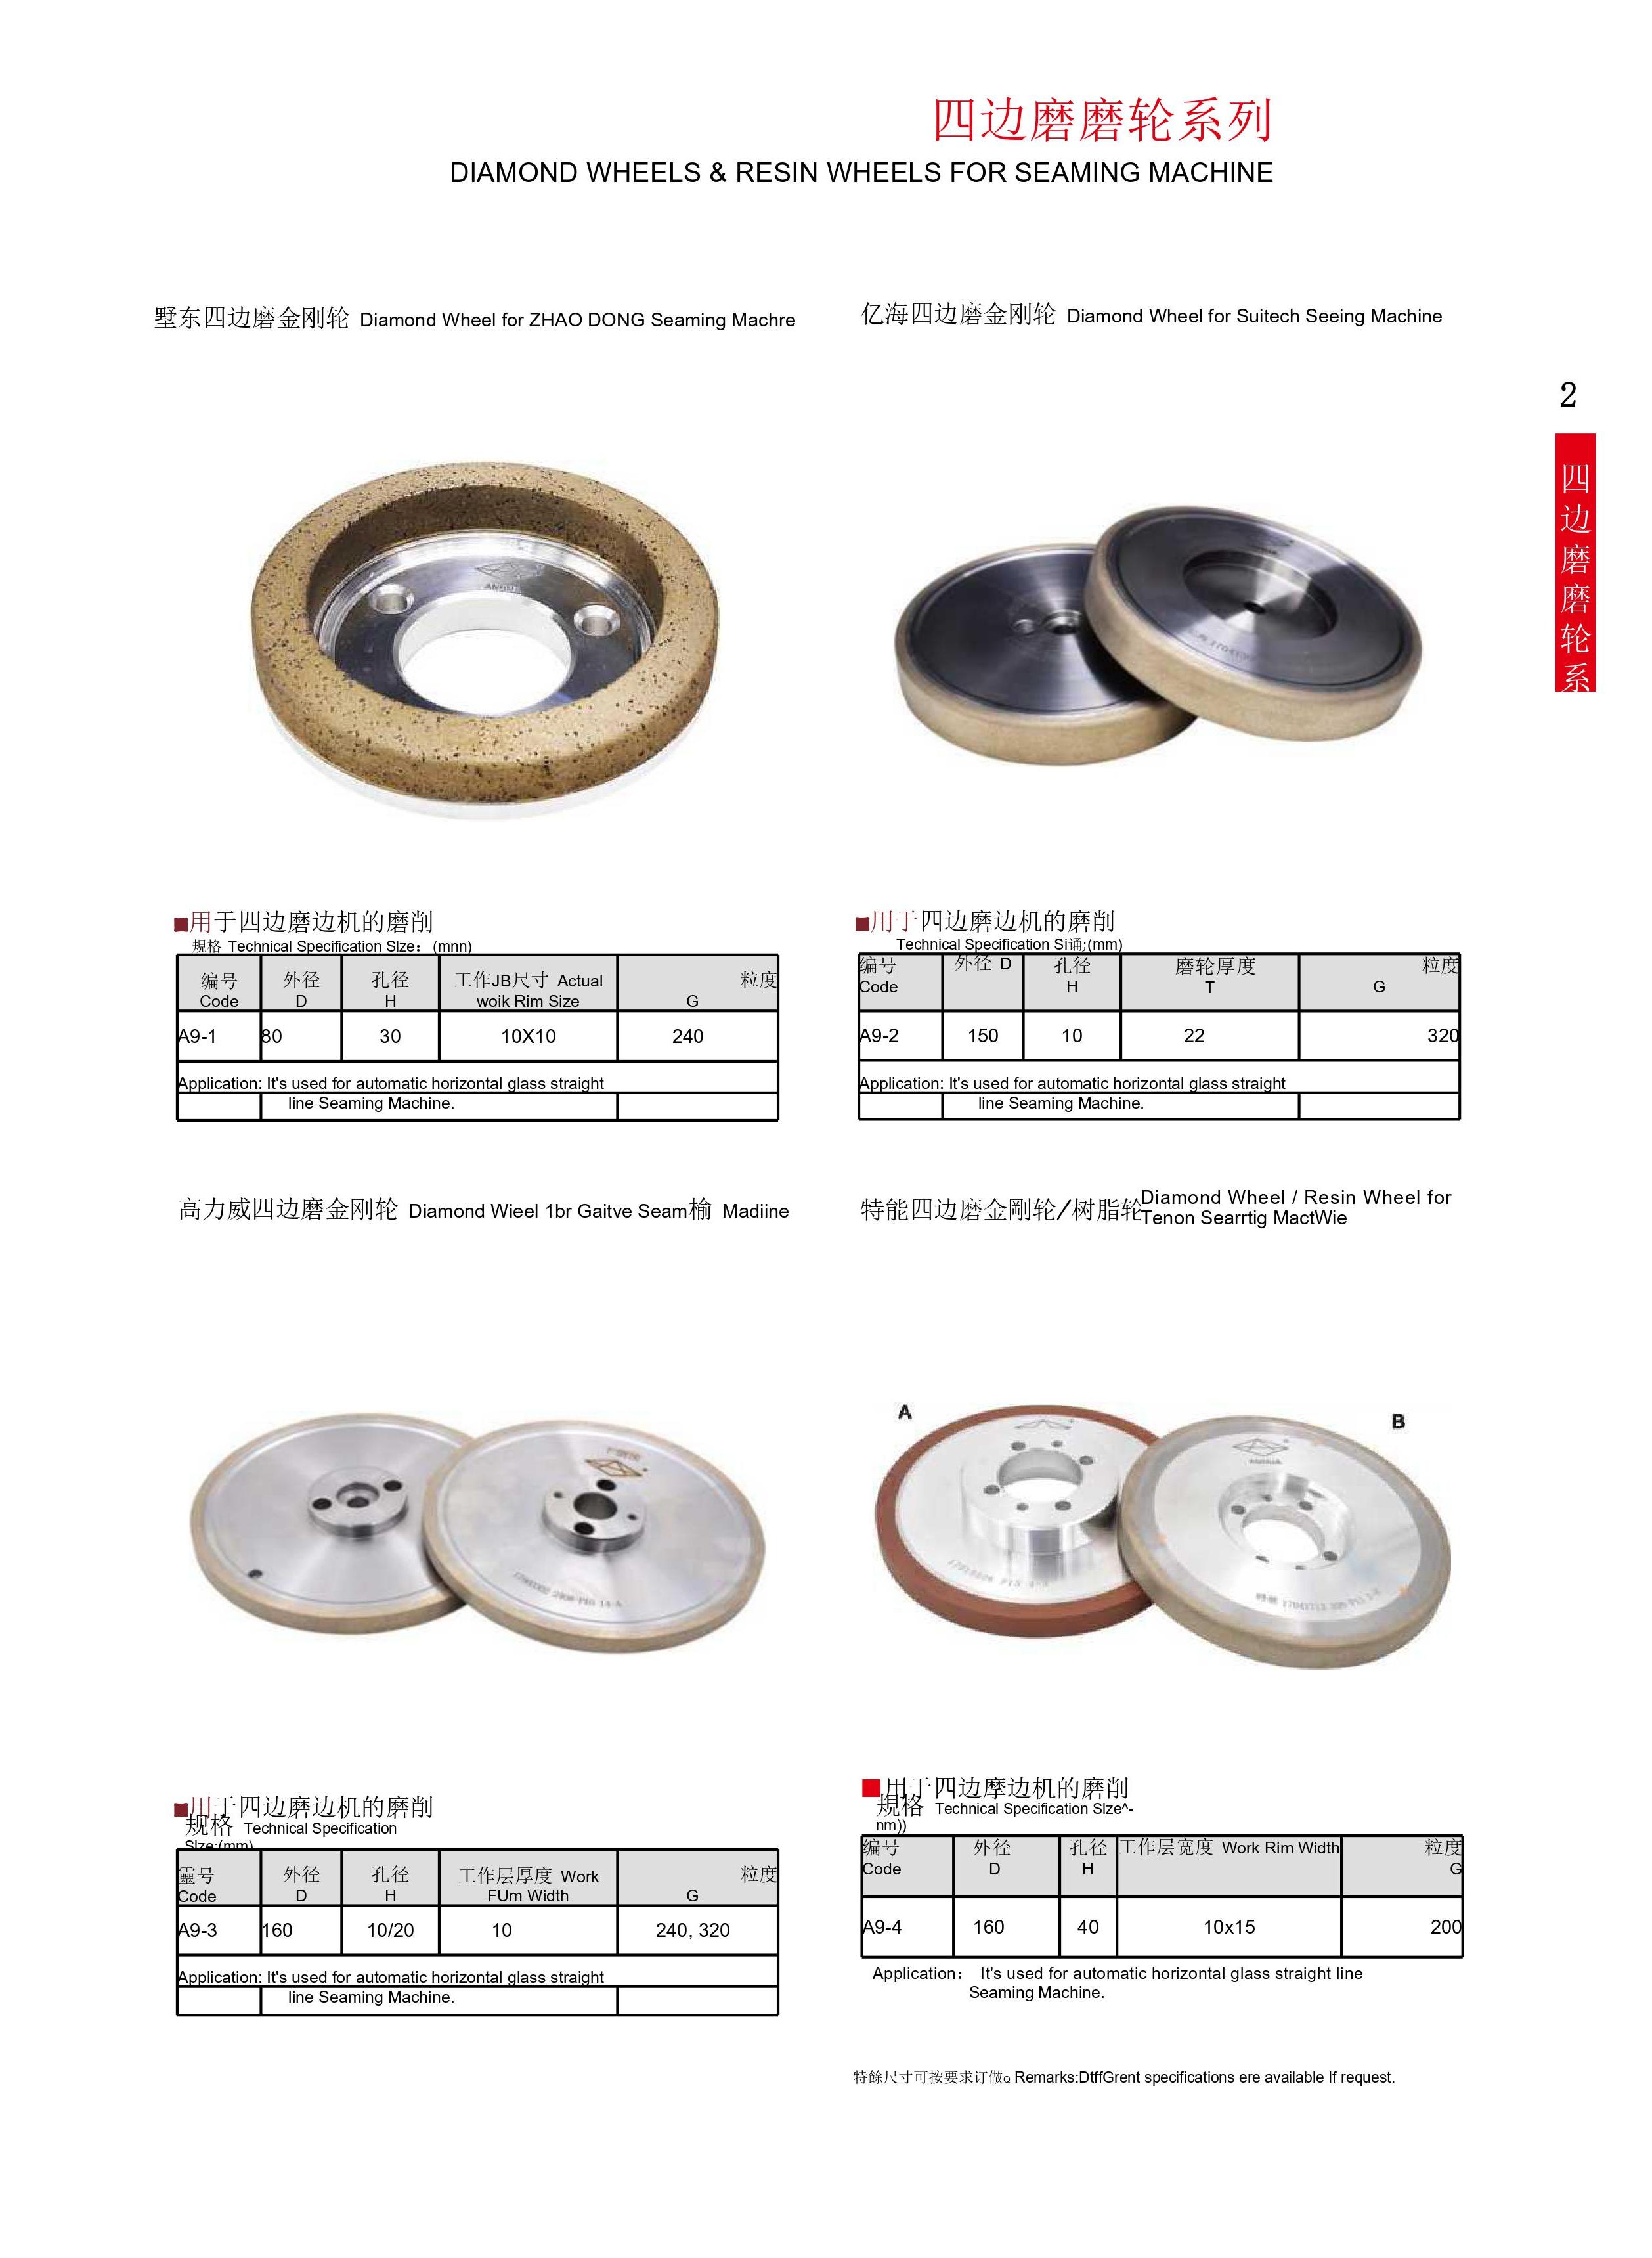 四边磨磨轮系列
DIAMOND WHEELS & RESIN WHEELS FOR SEAMING MACHINE
墅东四边磨金刚轮 Diamond Wheel for ZHAO DONG Seaming Machre
亿海四边磨金刚轮 Diamond Wheel for Suitech Seeing Machine
2
四边磨磨轮系
ANHUA
■用于四边磨边机的磨削
規格 Technical Specification Slze：(mnn)
编号 外径 孔径 工作JB尺寸 Actual 粒度
Code D H woik Rim Size G
A9-1 80 30 10X10 240
Application: It's used for automatic horizontal glass straight
line Seaming Machine.
■用于四边磨边机的磨削
Technical Specification Si诵;(mm)
编号 外径 D 孔径 磨轮厚度 粒度
Code H T G
A9-2 150 10 22 320
Application: It's used for automatic horizontal glass straight
line Seaming Machine.
高力威四边磨金刚轮 Diamond Wieel 1br Gaitve Seam榆 Madiine
特能四边磨金剛轮/树脂轮
Diamond Wheel / Resin Wheel for
Tenon Searrtig MactWie
A
B
ANHUA
■用于四边磨边机的磨削
规格 Technical Specification
Slze:(mm)
靈号 外径 孔径 工作层厚度 Work 粒度
Code D H FUm Width G
A9-3 160 10/20 10 240, 320
Application: It's used for automatic horizontal glass straight
line Seaming Machine.
■用于四边摩边机的磨削
規格 Technical Specification Slze^-
nm))
编号 外径 孔径 工作层宽度 Work Rim Width 粒度
Code D H G
A9-4 160 40 10x15 200
Application： It's used for automatic horizontal glass straight line
Seaming Machine.
特餘尺寸可按要求订做Q Remarks:DtffGrent specifications ere available If request.